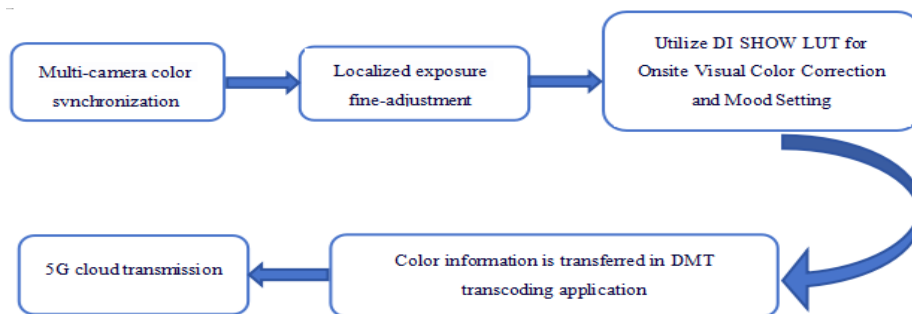 Multi-camera color
synchronization
Localized exposure
fine-adjustment
Utilize DI SHOW LUT for
Onsite Visual Color Correction
and Mood Setting
Color information is transferred in DMT
transcoding application
5G cloud transmission